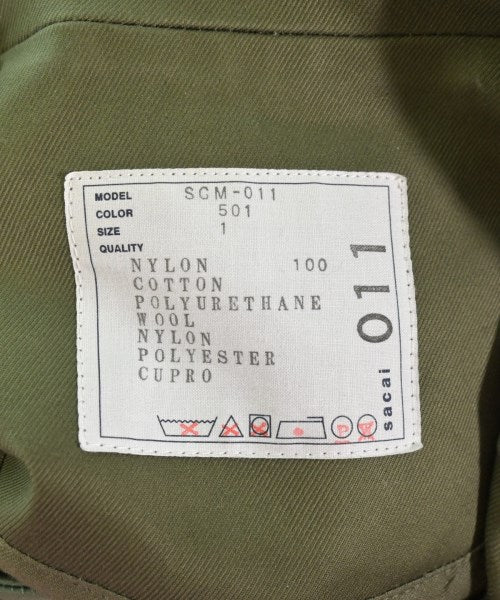 MODEL SCM-011
COLOR 501
SIZE 1
QUALITY
NYLON 100
COTTON
POLYURETHANE
WOOL
NYLON
POLYESTER
CUPRO
sacai 011